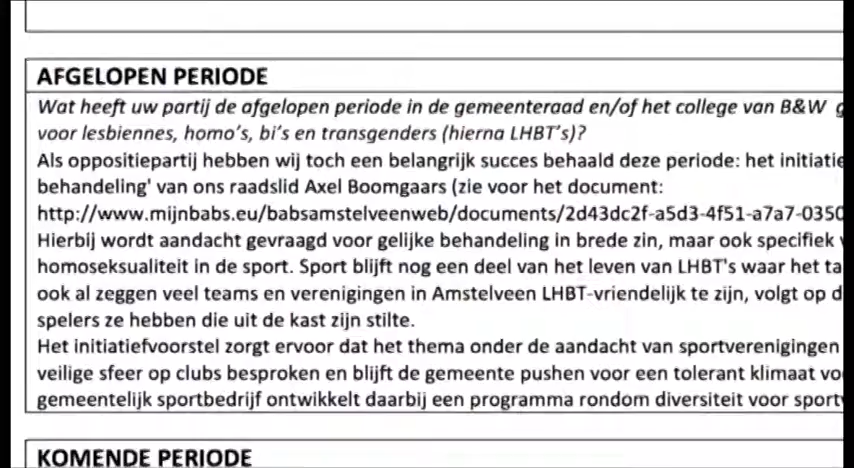 AFGELOPEN PERIODE
Wat heeft uw partij de afgelopen periode in de gemeenteraad en/of het college van B&W
voor lesbiennes, homo's, bi's en transgenders (hierna LHBT's)?
Als oppositiepartij hebben wij toch een belangrijk succes behaald deze periode: het initiatie
behandeling' van ons raadslid Axel Boomgaars (zie voor het document:
http://www.mijnbabs.eu/babsamstelveenweb/documents/2d43dc2f-a5d3-4f51-a7a7-0350
Hierbij wordt aandacht gevraagd voor gelijke behandeling in brede zin, maar ook specifiek
homoseksualiteit in de sport. Sport blijft nog een deel van het leven van LHBT's waar het ta
ook al zeggen veel teams en verenigingen in Amstelveen LHBT-vriendelijk te zijn, volgt op d
spelers ze hebben die uit de kast zijn stilte.
Het initiatiefvoorstel zorgt ervoor dat het thema onder de aandacht van sportverenigingen
veilige sfeer op clubs besproken en blijft de gemeente pushen voor een tolerant klimaat vo
gemeentelijk sportbedrijf ontwikkelt daarbij een programma rondom diversiteit voor sport
KOMENDE PERIODE